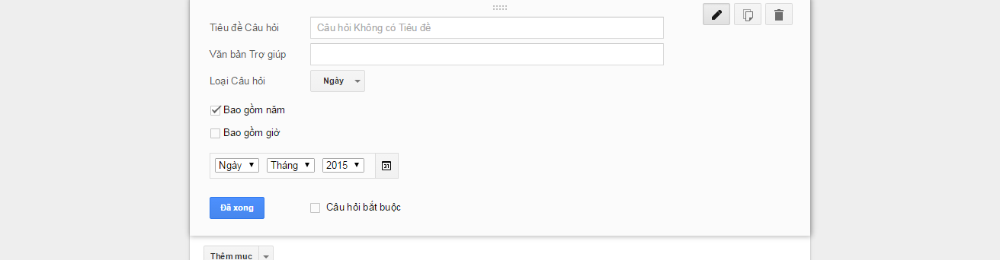 Tiêu đề Câu hỏi Câu hỏi Không có Tiêu đề
Văn bản Trợ giúp
Loại Câu hỏi Ngày
Bao gồm năm
Bao gồm giờ
Ngày Tháng 2015 31
Đã xong Câu hỏi bắt buộc
Thêm mục